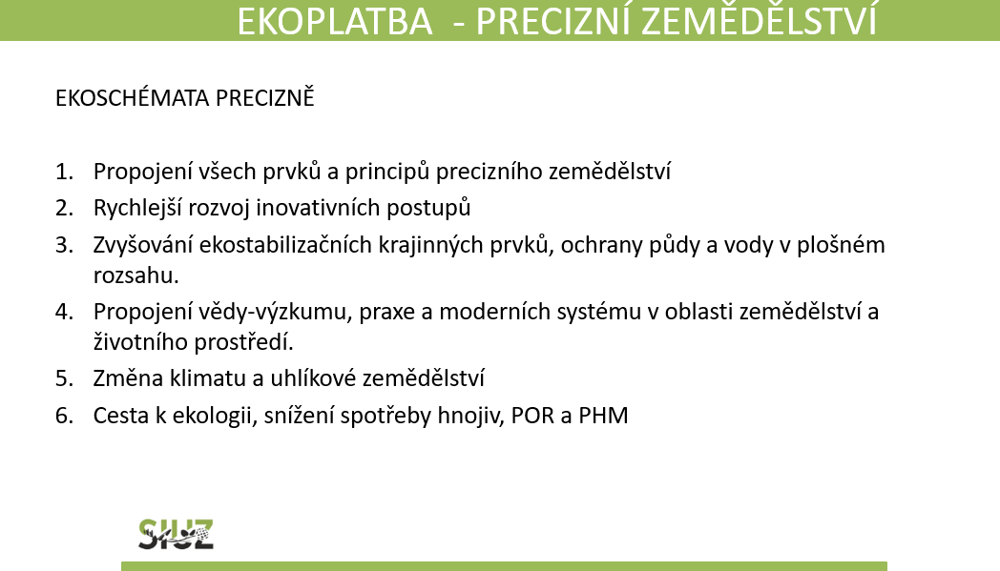 EKOPLATBA - PRECIZNÍ ZEMĚDĚLSTVÍ
EKOSCHÉMATA PRECIZNĚ
1. Propojení všech prvků a principů precizního zemědělství
2. Rychlejší rozvoj inovativních postupů
3. Zvyšování ekostabilizačních krajinných prvků, ochrany půdy a vody v plošném
rozsahu.
4. Propojení vědy-výzkumu, praxe a moderních systému v oblasti zemědělství a
životního prostředí.
5. Změna klimatu a uhlíkové zemědělství
6. Cesta k ekologii, snížení spotřeby hnojiv, POR a PHM